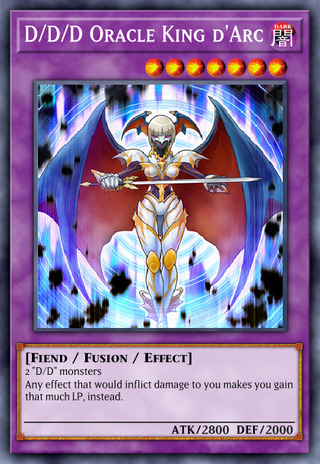 D/D/D Oracle King d'Arc
DARK
闇
[Fiend / Fusion / Effect]
2 "D/D" monsters
Any effect that would inflict damage to you makes you gain
that much LP, instead.
ATK/2800 DEF/2000